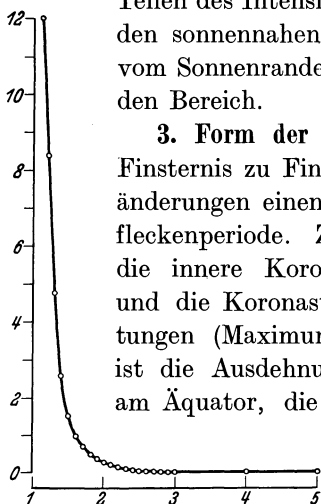 Teilen des Intensi
den sonnennahen
vom Sonnenrande
den Bereich.
3. Form der
Finsternis zu Fin
änderungen einen
fleckenperiode. Z
die innere Koro
und die Koronas
tungen (Maximum
ist die Ausdehnu
am Äquator, die
12
10
8
6
4
2
0
1 2 3 4 5